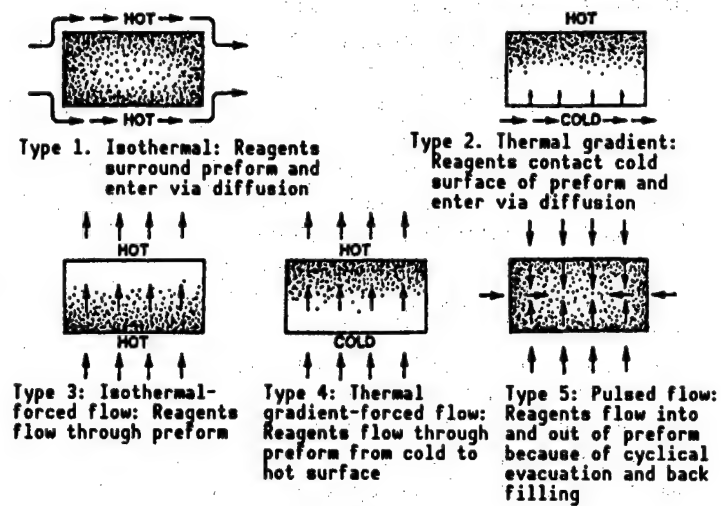 HOT
HOT
Type 1. Isothermal: Reagents
surround preform and
enter via diffusion
HOT
COLD
Type 2. Thermal gradient:
Reagents contact cold
surface of preform and
enter via diffusion
HOT
HOT
Type 3: Isothermal-
forced flow: Reagents
flow through preform
HOT
COLD
Type 4: Thermal
gradient-forced flow:
Reagents flow through
preform from cold to
hot surface
Type 5: Pulsed flow:
Reagents flow into
and out of preform
because of cyclical
evacuation and back
filling